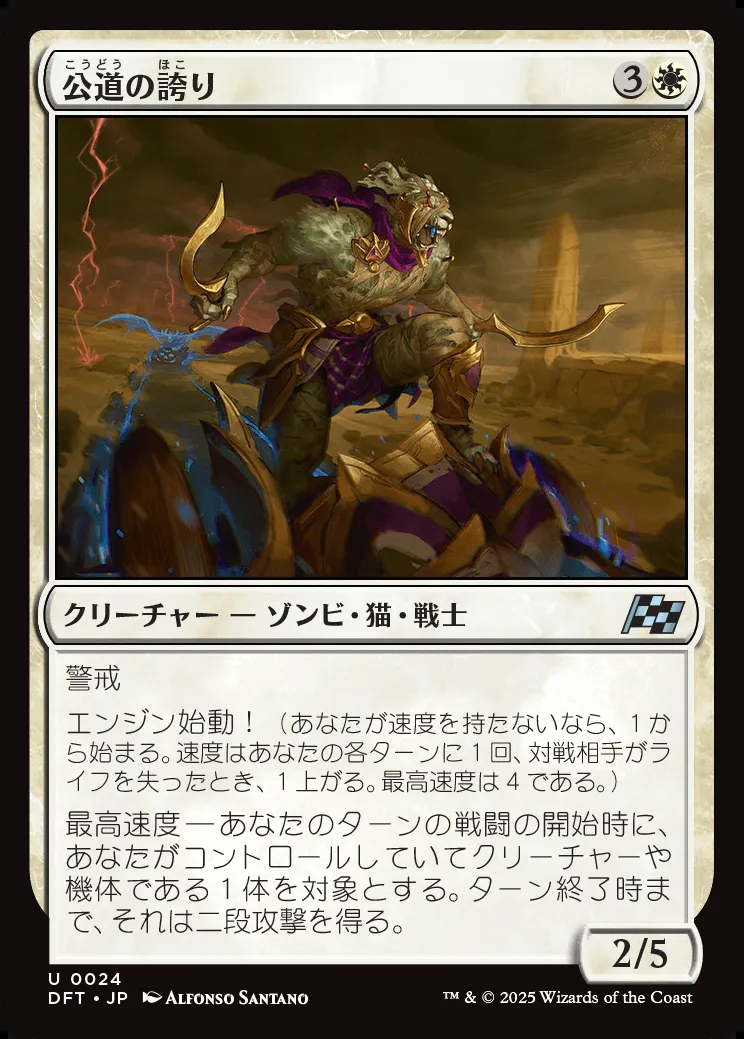 公道の誇り
こうどう ほこ
3
クリーチャー — ゾンビ・猫・戦士
警戒
エンジン始動！（あなたが速度を持たないなら、１か
ら始まる。速度はあなたの各ターンに１回、対戦相手がラ
イフを失ったとき、１上がる。最高速度は４である。）
最高速度 ― あなたのターンの戦闘の開始時に、
あなたがコントロールしていてクリーチャーや
機体である１体を対象とする。ターン終了時ま
で、それは二段攻撃を得る。
2/5
U 0024
DFT • JP Alfonso Santano
™ & © 2025 Wizards of the Coast